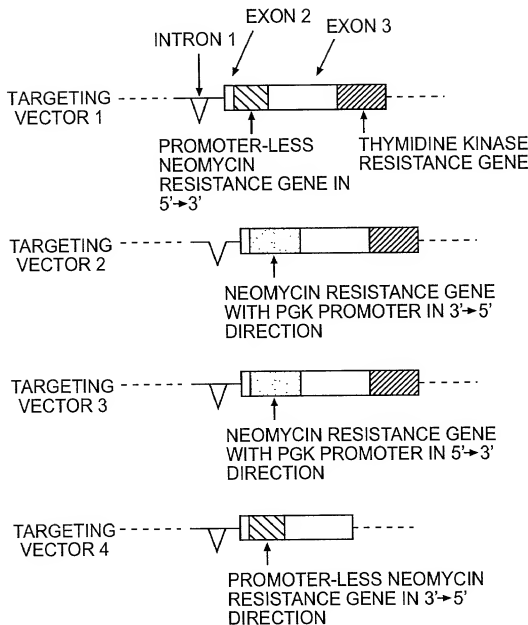 EXON 2
EXON 3
INTRON 1
TARGETING
VECTOR 1
PROMOTER-LESS
NEOMYCIN
RESISTANCE GENE IN
5'→3'
THYMIDINE KINASE
RESISTANCE GENE
TARGETING
VECTOR 2
NEOMYCIN RESISTANCE GENE
WITH PGK PROMOTER IN 3'→5'
DIRECTION
TARGETING
VECTOR 3
NEOMYCIN RESISTANCE GENE
WITH PGK PROMOTER IN 5'→3'
DIRECTION
TARGETING
VECTOR 4
PROMOTER-LESS NEOMYCIN
RESISTANCE GENE IN 3'→5'
DIRECTION